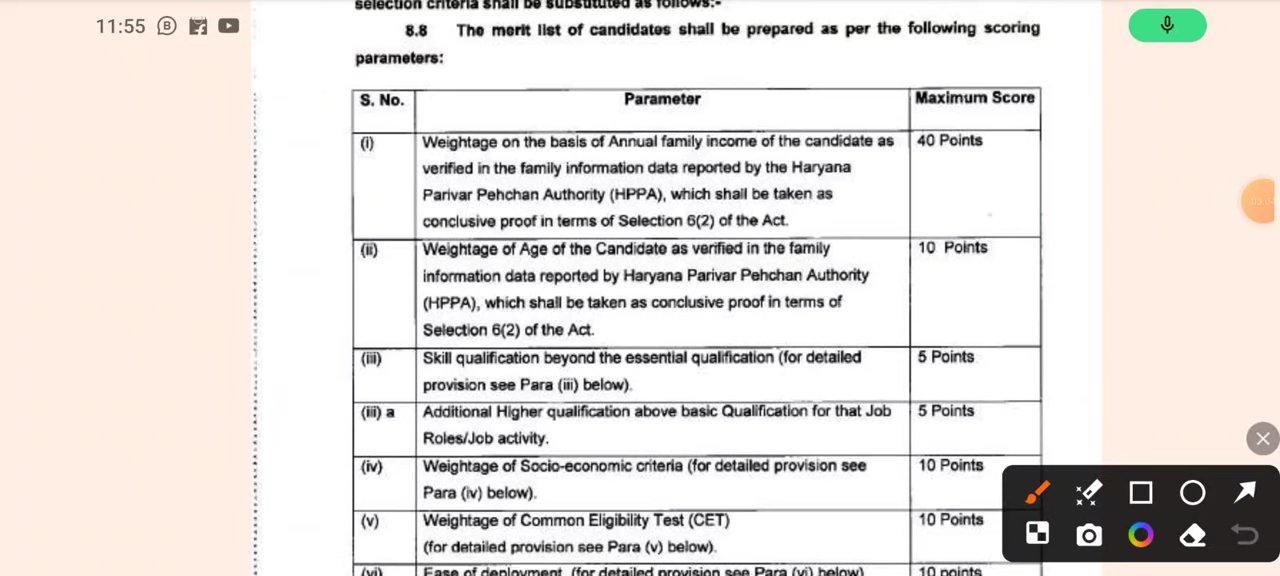 11:55
selection criteria shall be substituted as follows:-
8.8 The merit list of candidates shall be prepared as per the following scoring
parameters:
S. No. Parameter Maximum Score
(i) Weightage on the basis of Annual family income of the candidate as 40 Points
verified in the family information data reported by the Haryana
Parivar Pehchan Authority (HPPA), which shall be taken as
conclusive proof in terms of Selection 6(2) of the Act.
(ii) Weightage of Age of the Candidate as verified in the family 10 Points
information data reported by Haryana Parivar Pehchan Authority
(HPPA), which shall be taken as conclusive proof in terms of
Selection 6(2) of the Act.
(iii) Skill qualification beyond the essential qualification (for detailed 5 Points
provision see Para (iii) below).
(iii) a Additional Higher qualification above basic Qualification for that Job 5 Points
Roles/Job activity.
(iv) Weightage of Socio-economic criteria (for detailed provision see 10 Points
Para (iv) below).
(v) Weightage of Common Eligibility Test (CET) 10 Points
(for detailed provision see Para (v) below).
(vi) Ease of deployment (for detailed provision see Para (vi) below) 10 points